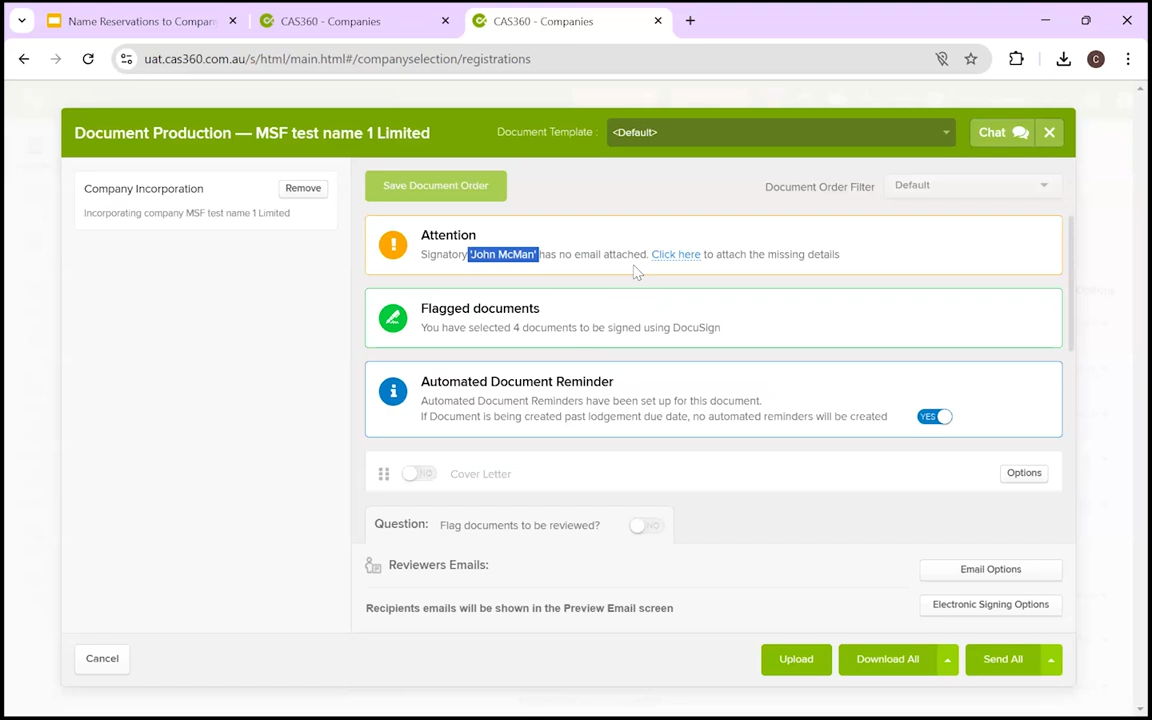 Name Reservations to Compan
CAS360 - Companies
CAS360 - Companies
uat.cas360.com.au/s/html/main.html#/companyselection/registrations
C
Document Production — MSF test name 1 Limited
Document Template :
<Default>
Chat
Company Incorporation
Remove
Incorporating company MSF test name 1 Limited
Save Document Order
Document Order Filter
Default
Attention
Signatory 'John McMan' has no email attached. Click here to attach the missing details
Flagged documents
You have selected 4 documents to be signed using DocuSign
Automated Document Reminder
Automated Document Reminders have been set up for this document.
If Document is being created past lodgement due date, no automated reminders will be created
YES
NO
Cover Letter
Options
Question:
Flag documents to be reviewed?
NO
Reviewers Emails:
Email Options
Recipients emails will be shown in the Preview Email screen
Electronic Signing Options
Cancel
Upload
Download All
Send All